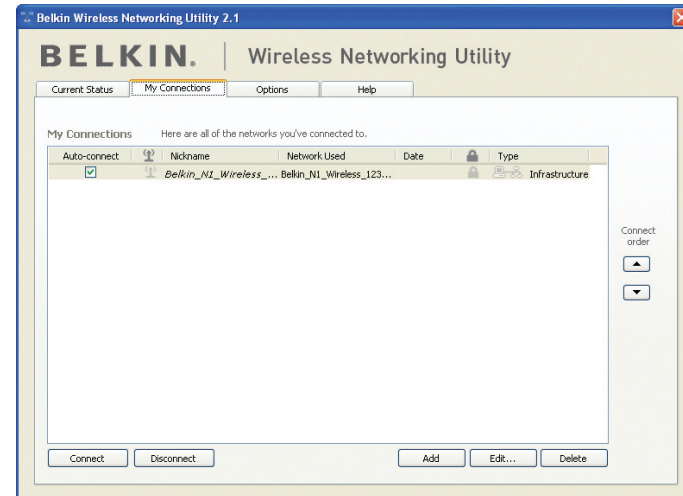 Belkin Wireless Networking Utility 2.1
BELKIN. Wireless Networking Utility
Current Status My Connections Options Help
My Connections Here are all of the networks you've connected to.
Auto-connect Nickname Network Used Date Type
Belkin_N1_Wireless_... Belkin_N1_Wireless_123... Infrastructure
Connect
order
Connect Disconnect Add Edit... Delete